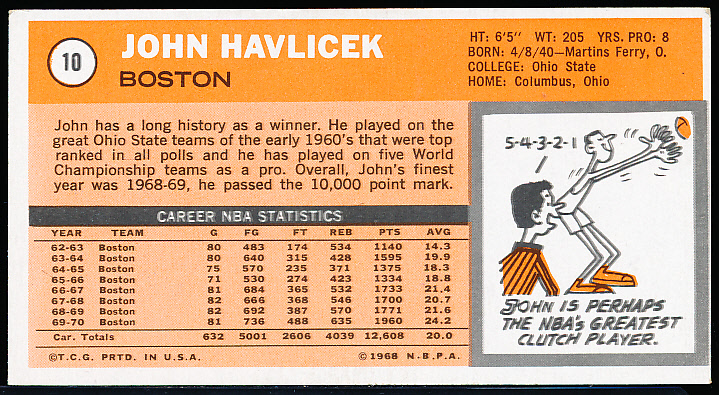 10
JOHN HAVLICEK
BOSTON
HT: 6'5" WT: 205 YRS. PRO: 8
BORN: 4/8/40—Martins Ferry, O.
COLLEGE: Ohio State
HOME: Columbus, Ohio
John has a long history as a winner. He played on the
great Ohio State teams of the early 1960's that were top
ranked in all polls and he has played on five World
Championship teams as a pro. Overall, John's finest
year was 1968-69, he passed the 10,000 point mark.
CAREER NBA STATISTICS
YEAR TEAM G FG FT REB PTS AVG
62-63 Boston 80 483 174 534 1140 14.3
63-64 Boston 80 640 315 428 1595 19.9
64-65 Boston 75 570 235 371 1375 18.3
65-66 Boston 71 530 274 423 1334 18.8
66-67 Boston 81 684 365 532 1733 21.4
67-68 Boston 82 666 368 546 1700 20.7
68-69 Boston 82 692 387 570 1771 21.6
69-70 Boston 81 736 488 635 1960 24.2
Car. Totals 632 5001 2606 4039 12,608 20.0
©T.C.G. PRTD. IN U.S.A. ©1968 N.B.P.A.
5-4-3-2-1
JOHN IS PERHAPS
THE NBA's GREATEST
CLUTCH PLAYER.